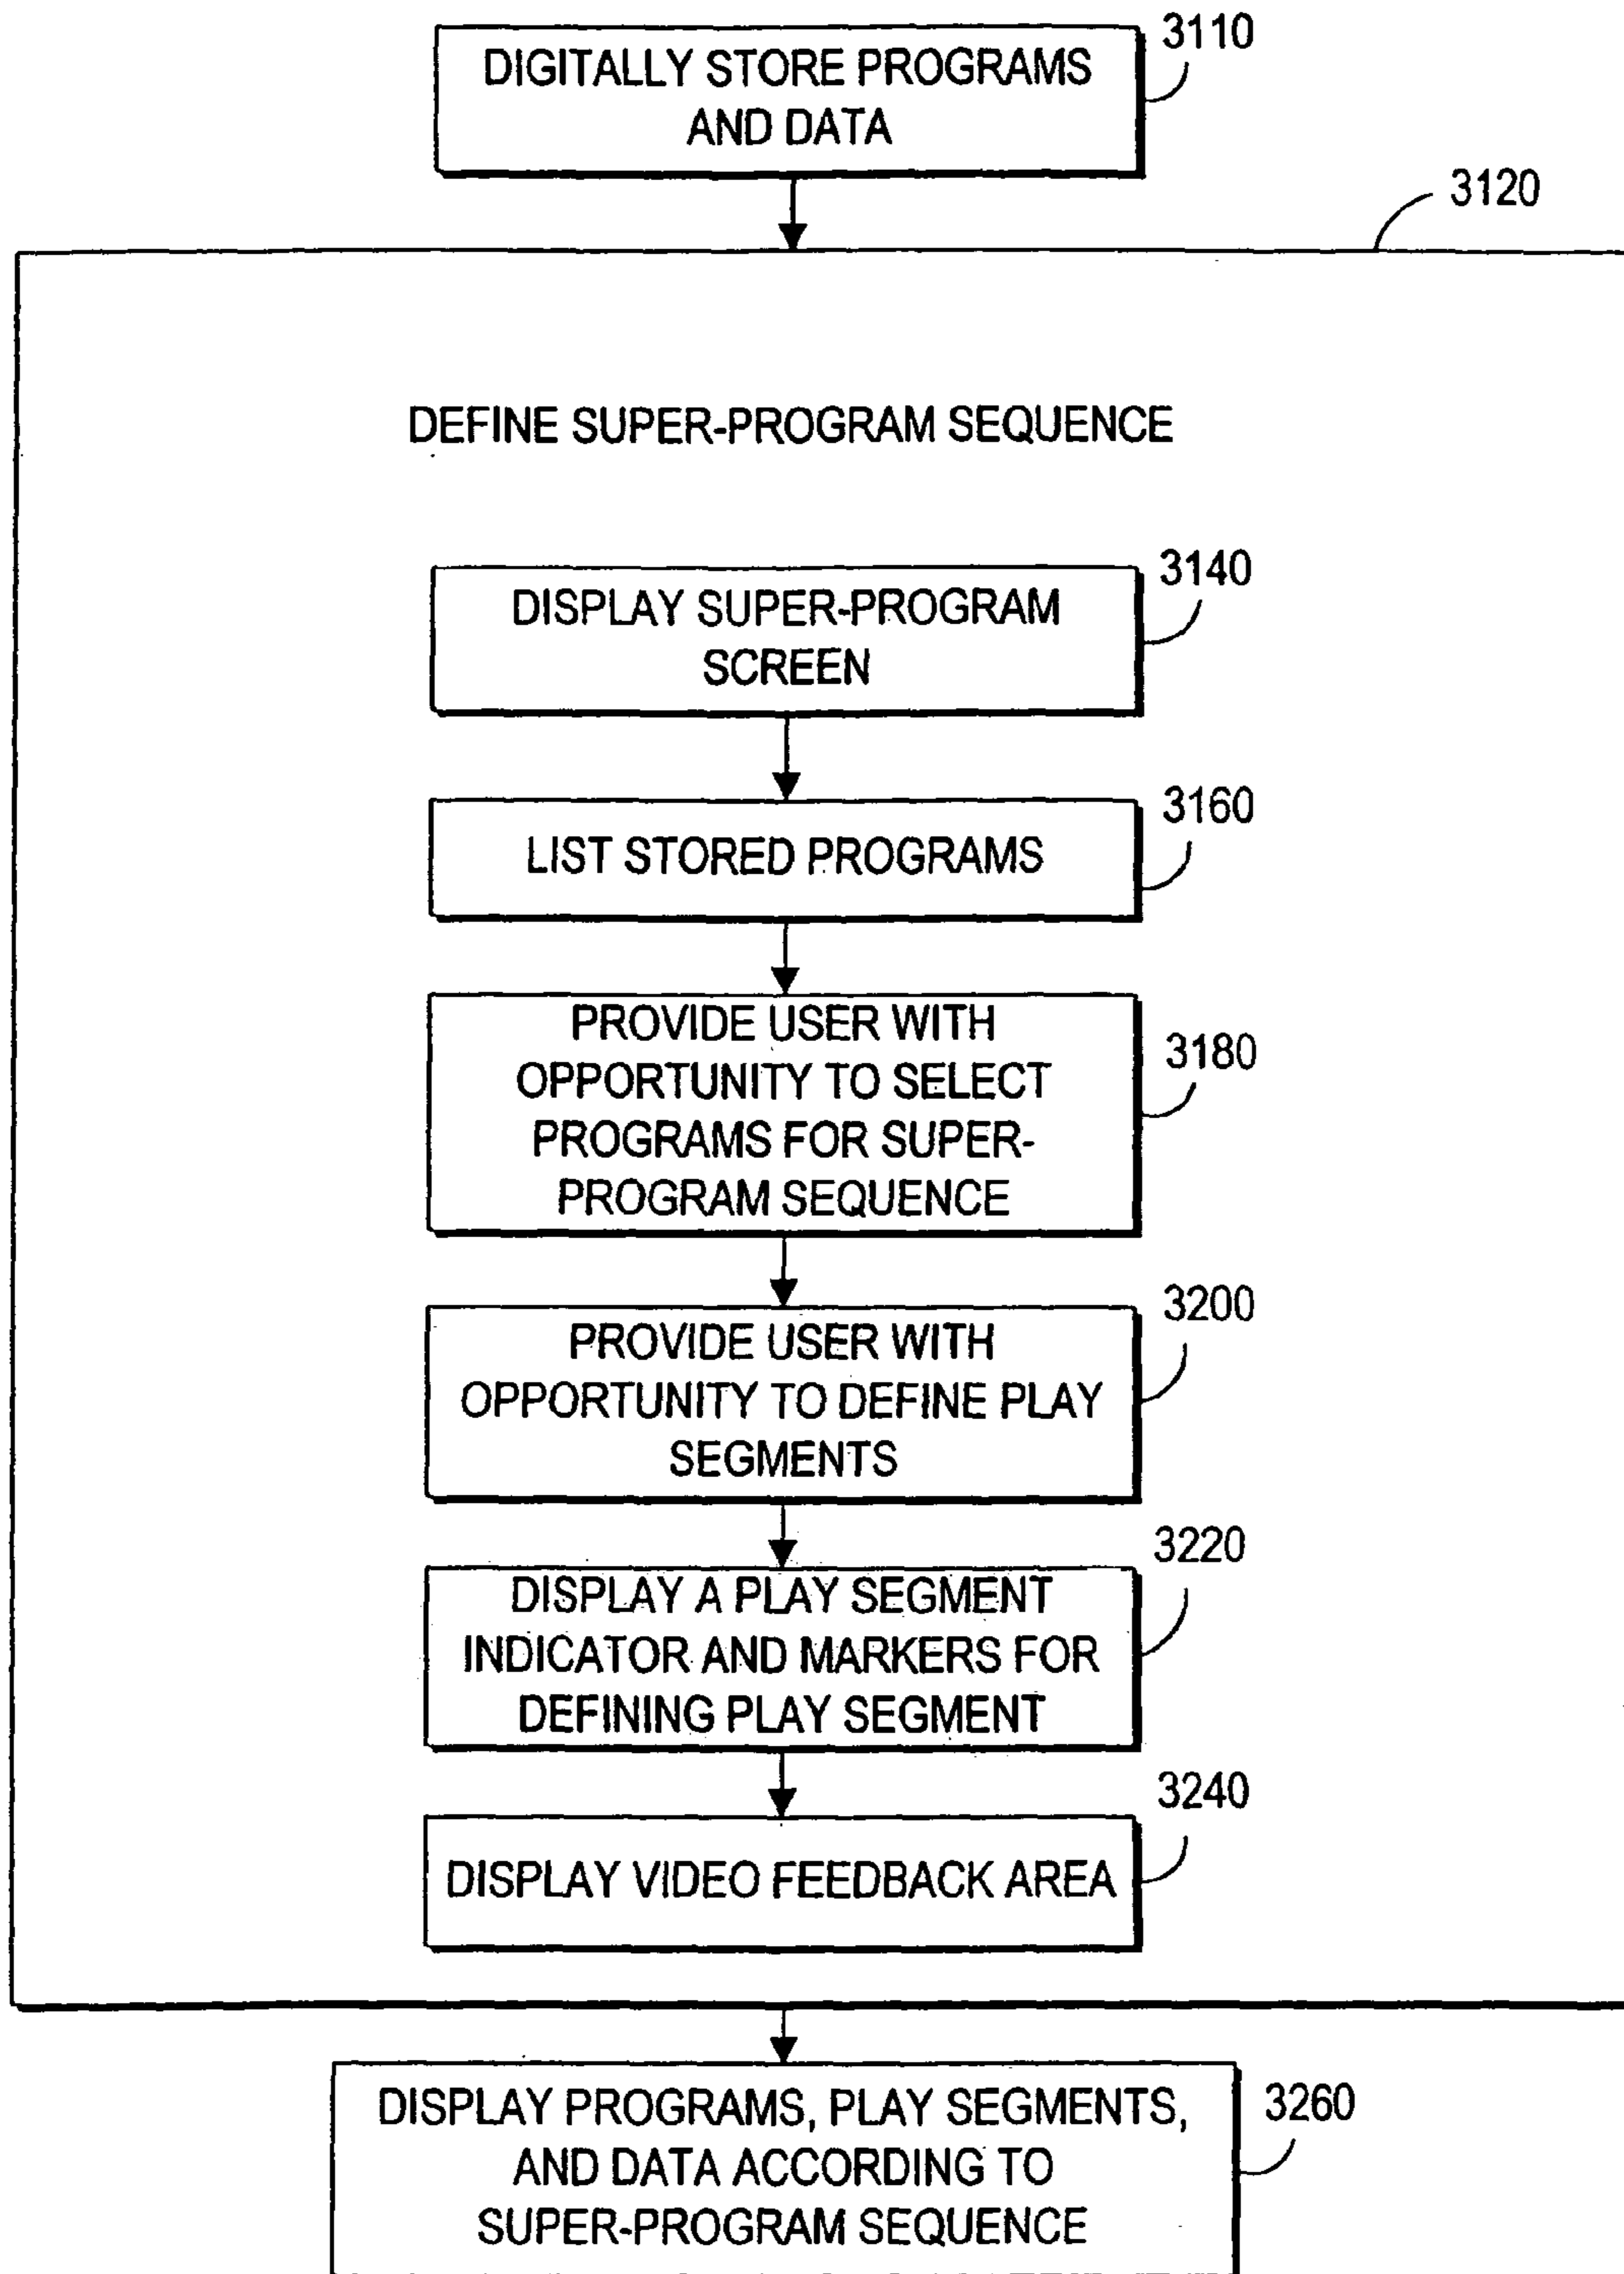 3110
DIGITALLY STORE PROGRAMS
AND DATA
3120
DEFINE SUPER-PROGRAM SEQUENCE
3140
DISPLAY SUPER-PROGRAM
SCREEN
3160
LIST STORED PROGRAMS
3180
PROVIDE USER WITH
OPPORTUNITY TO SELECT
PROGRAMS FOR SUPER-
PROGRAM SEQUENCE
3200
PROVIDE USER WITH
OPPORTUNITY TO DEFINE PLAY
SEGMENTS
3220
DISPLAY A PLAY SEGMENT
INDICATOR AND MARKERS FOR
DEFINING PLAY SEGMENT
3240
DISPLAY VIDEO FEEDBACK AREA
3260
DISPLAY PROGRAMS, PLAY SEGMENTS,
AND DATA ACCORDING TO
SUPER-PROGRAM SEQUENCE